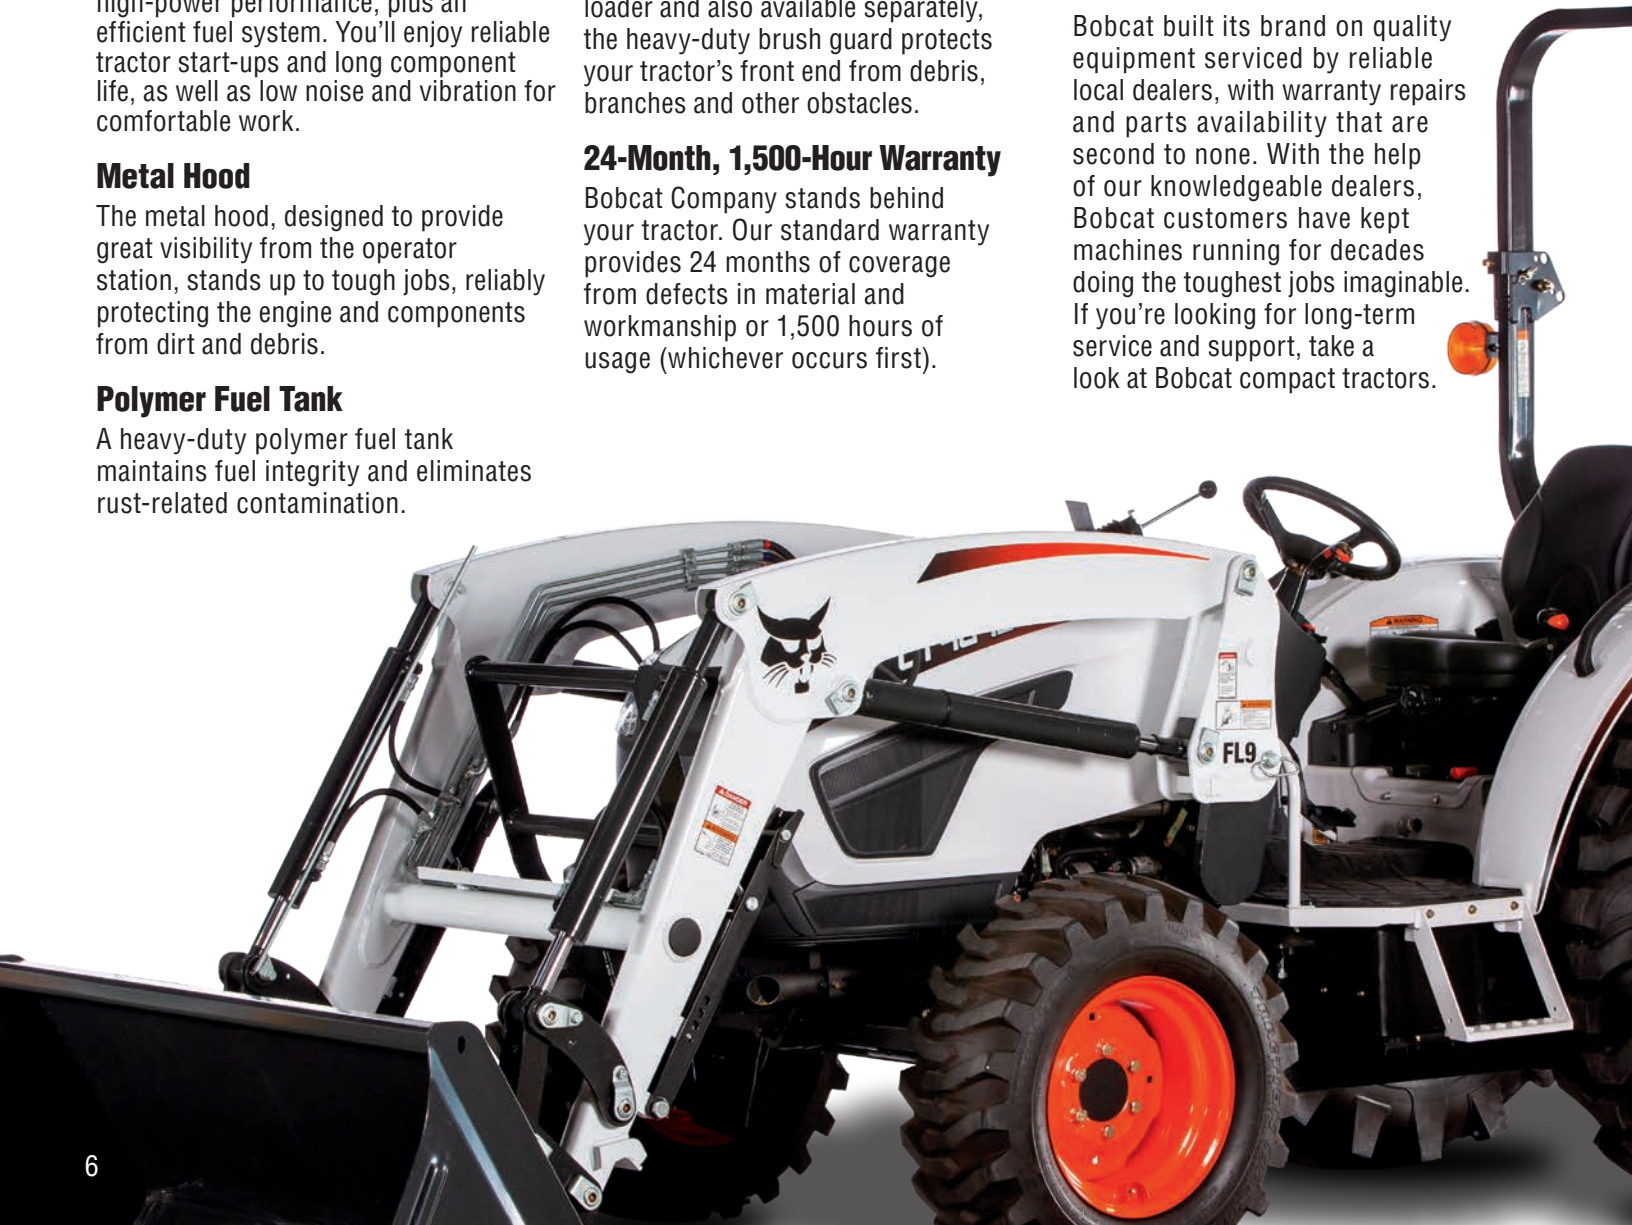 efficient fuel system. You’ll enjoy reliable
tractor start-ups and long component
life, as well as low noise and vibration for
comfortable work.
Metal Hood
The metal hood, designed to provide
great visibility from the operator
station, stands up to tough jobs, reliably
protecting the engine and components
from dirt and debris.
Polymer Fuel Tank
A heavy-duty polymer fuel tank
maintains fuel integrity and eliminates
rust-related contamination.
loader and also available separately,
the heavy-duty brush guard protects
your tractor’s front end from debris,
branches and other obstacles.
24-Month, 1,500-Hour Warranty
Bobcat Company stands behind
your tractor. Our standard warranty
provides 24 months of coverage
from defects in material and
workmanship or 1,500 hours of
usage (whichever occurs first).
Bobcat built its brand on quality
equipment serviced by reliable
local dealers, with warranty repairs
and parts availability that are
second to none. With the help
of our knowledgeable dealers,
Bobcat customers have kept
machines running for decades
doing the toughest jobs imaginable.
If you’re looking for long-term
service and support, take a
look at Bobcat compact tractors.
WARNING
FL9
DANGER
6